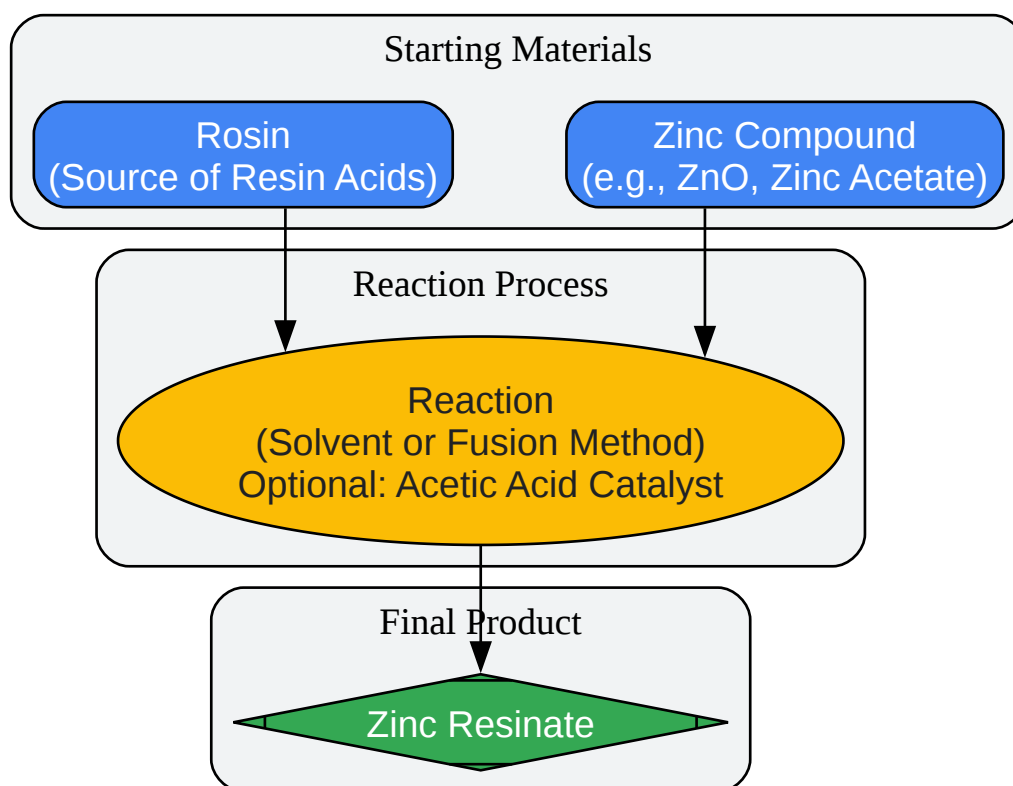 Starting Materials
Rosin
(Source of Resin Acids)
Zinc Compound
(e.g., ZnO, Zinc Acetate)
Reaction Process
Reaction
(Solvent or Fusion Method)
Optional: Acetic Acid Catalyst
Final Product
Zinc Resinate